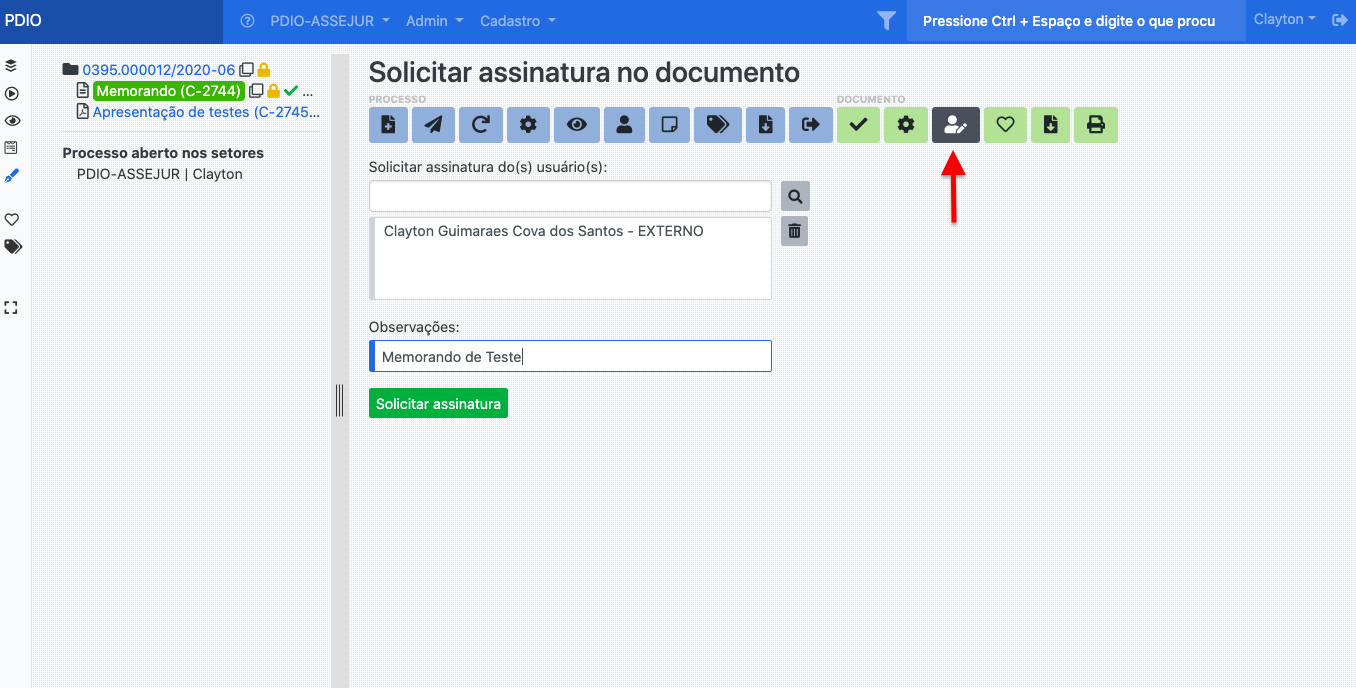 PDIO
PDIO-ASSEJUR
Admin
Cadastro
Pressione Ctrl + Espaço e digite o que procu
Clayton
0395.000012/2020-06
Memorando (C-2744)
...
Apresentação de testes (C-2745...
Processo aberto nos setores
PDIO-ASSEJUR | Clayton
Solicitar assinatura no documento
PROCESSO
DOCUMENTO
Solicitar assinatura do(s) usuário(s):
Clayton Guimaraes Cova dos Santos - EXTERNO
Observações:
Memorando de Teste
Solicitar assinatura